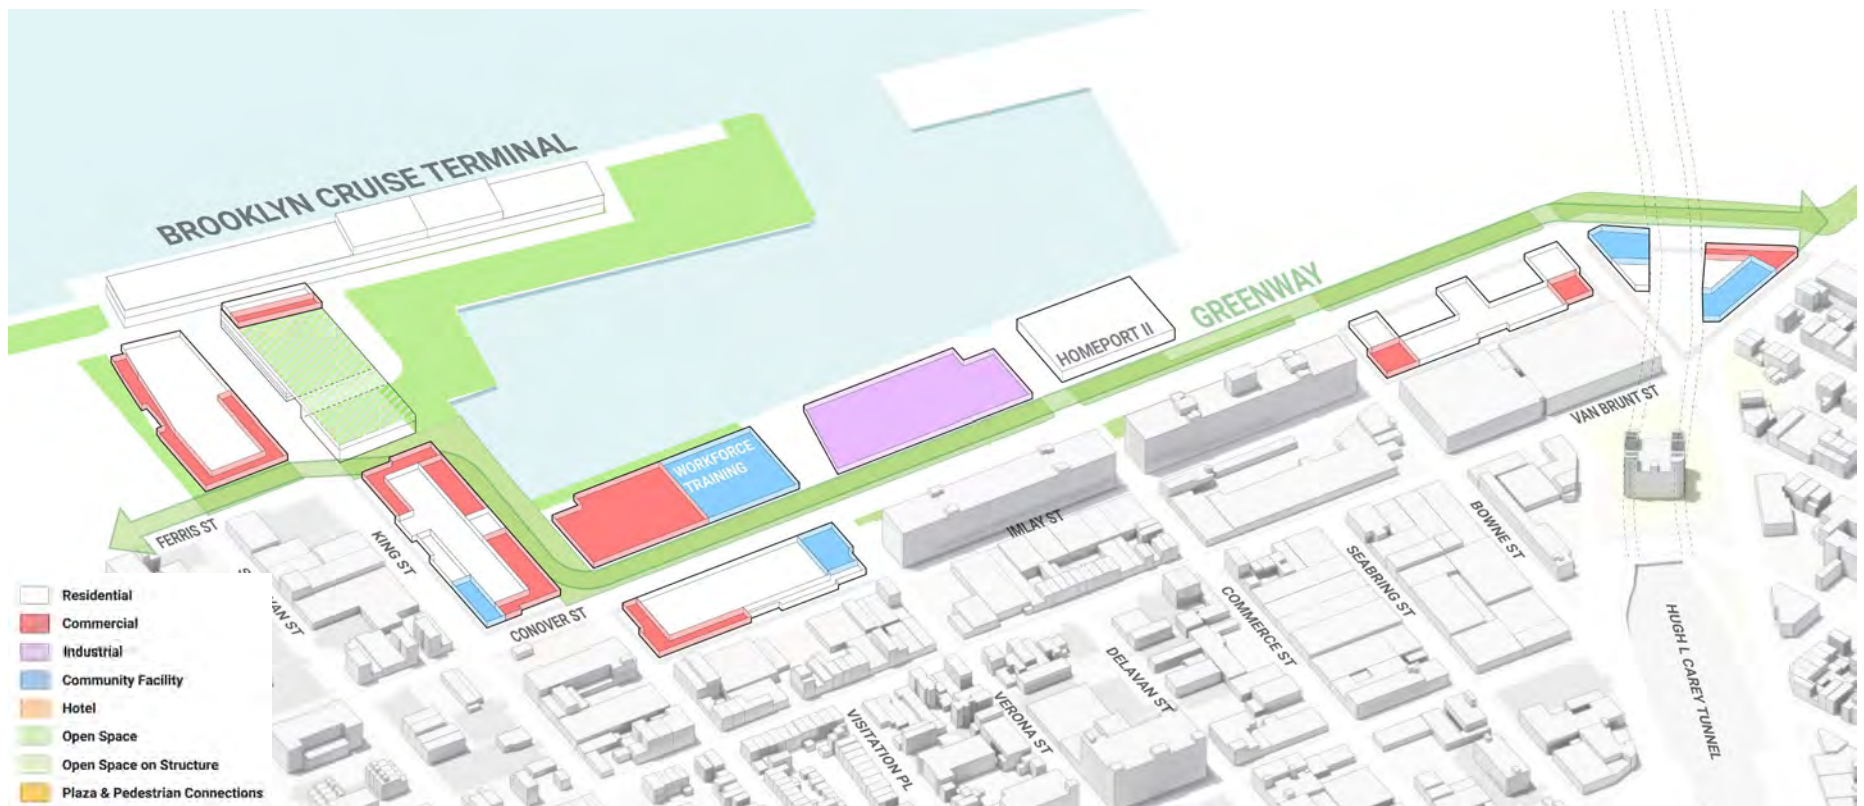 BROOKLYN CRUISE TERMINAL
GREENWAY
HOMEPORT II
WORKFORCE
TRAINING
VAN BRUNT ST
FERRIS ST
KING ST
IMLAY ST
BOWNE ST
SEABRING ST
COMMERCE ST
CONOVER ST
DELAVAN ST
VERONA ST
VISITATION PL
HUGH L CAREY TUNNEL
Residential
Commercial
Industrial
Community Facility
Hotel
Open Space
Open Space on Structure
Plaza & Pedestrian Connections